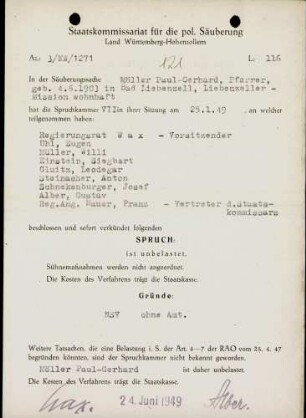 Staatskommissariat für die pol. Säuberung
Land Württemberg-Hohenzollern
Az: 3/KW/1271
121
L: 116
In der Säuberungssache Müller Paul-Gerhard, Pfarrer,
geb. 4.6.1903 in Bad Liebenzell, Liebenzeller -
Mission wohnhaft
hat die Spruchkammer VII in ihrer Sitzung am 25.1.49 , an welcher
teilgenommen haben:
Regierungsrat W a x - Vorsitzender
Uhl, Eugen
Müller, Willi
Einstein, Siegbert
Gluitz, Leodegar
Steinacher, Anton
Schnekenburger, Josef
Alber, Gustav
Reg.Ang. Bauer, Franz - Vertreter d.Staats-
kommissars
beschlossen und sofort verkündet folgenden
SPRUCH:
ist unbelastet.
Sühnemaßnahmen werden nicht angeordnet.
Die Kosten des Verfahrens trägt die Staatskasse.
Gründe:
NSV ohne Amt.
Weitere Tatsachen, die eine Belastung i. S. der Art. 4-7 der RAO vom 25. 4. 47
begründen könnten, sind der Spruchkammer nicht bekannt geworden.
Müller Paul-Gerhard ist daher unbelastet.
Die Kosten des Verfahrens trägt die Staatskasse.
Wax.
24. Juni 1949
Alber.